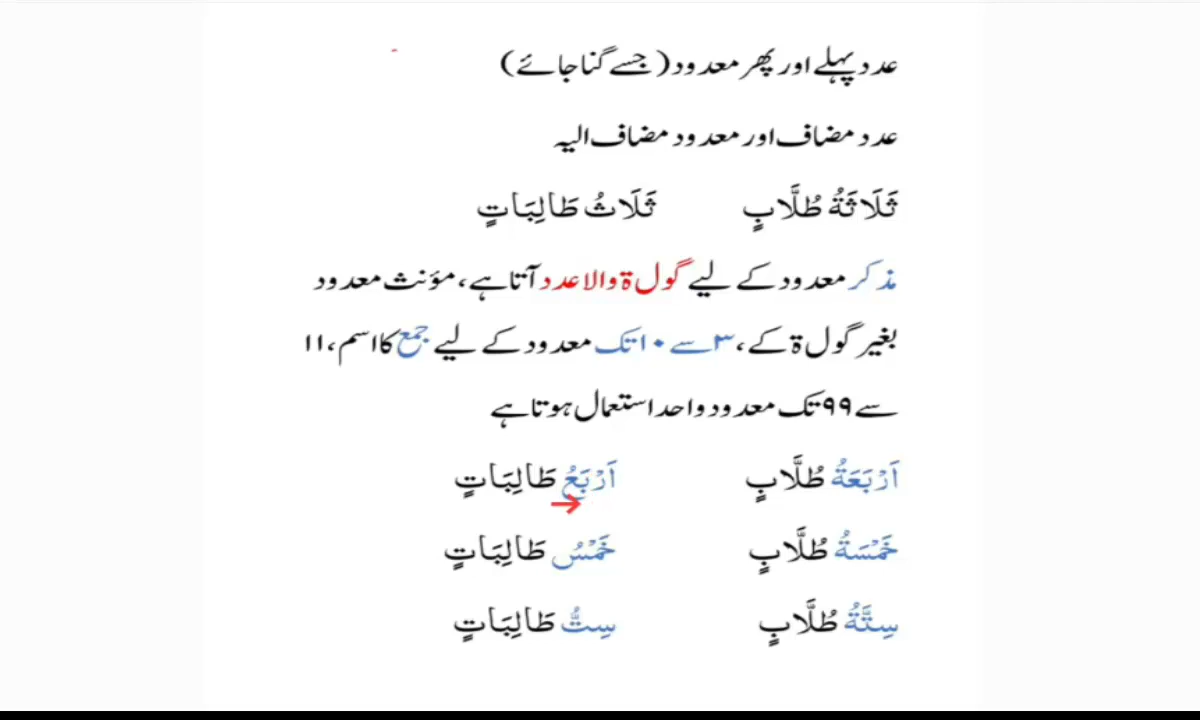 عدد پہلے اور پھر معدود (جسے گنا جائے)
عدد مضاف اور معدود مضاف الیہ
ثَلَاثَةُ طُلَّابٍ ثَلَاثُ طَالِبَاتٍ
مذکر معدود کے لیے گول ة والا عدد آتا ہے، مؤنث معدود
بغیر گول ة کے، ۳ سے ۱۰ تک معدود کے لیے جمع کا اسم، ۱۱
سے ۹۹ تک معدود واحد استعمال ہوتا ہے
اَرْبَعَةُ طُلَّابٍ اَرْبَعُ طَالِبَاتٍ
خَمْسَةُ طُلَّابٍ خَمْسُ طَالِبَاتٍ
سِتَّةُ طُلَّابٍ سِتُّ طَالِبَاتٍ